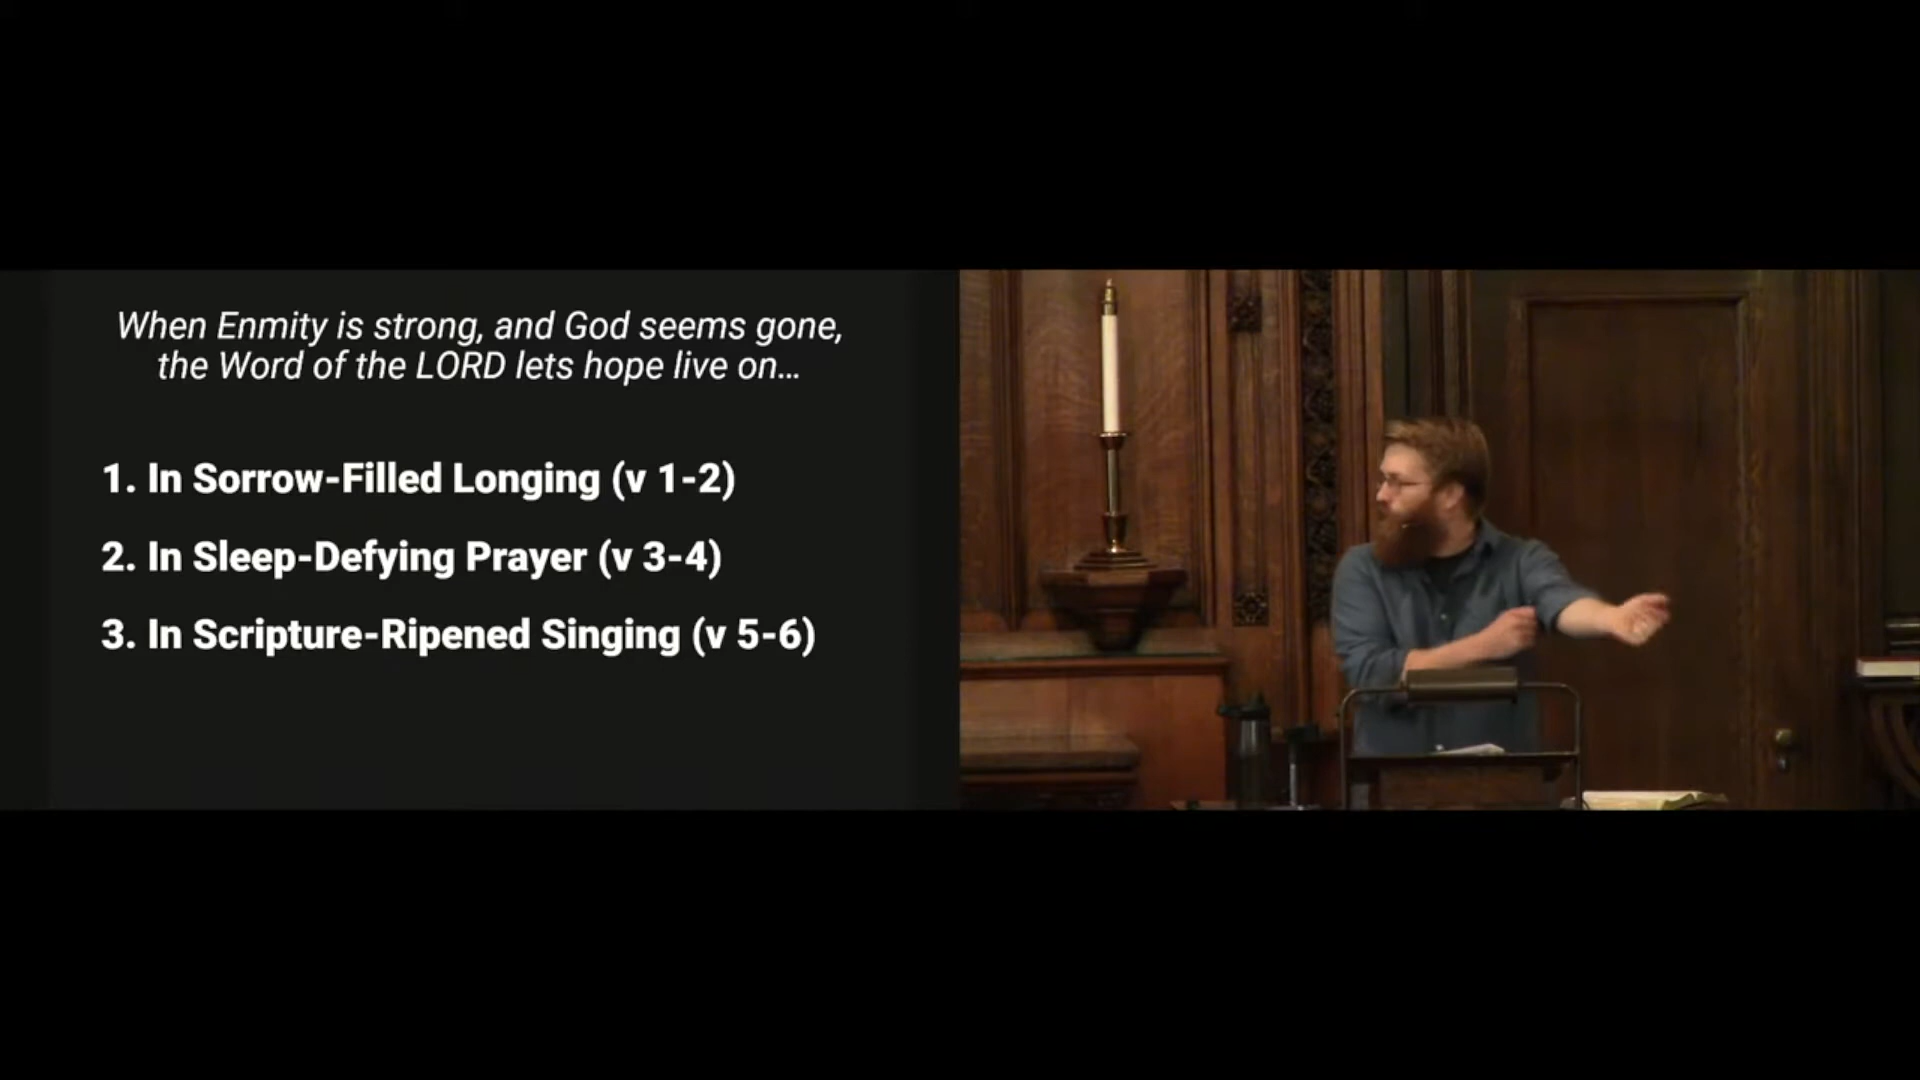 When Enmity is strong, and God seems gone,
the Word of the LORD lets hope live on...
1. In Sorrow-Filled Longing (v 1-2)
2. In Sleep-Defying Prayer (v 3-4)
3. In Scripture-Ripened Singing (v 5-6)